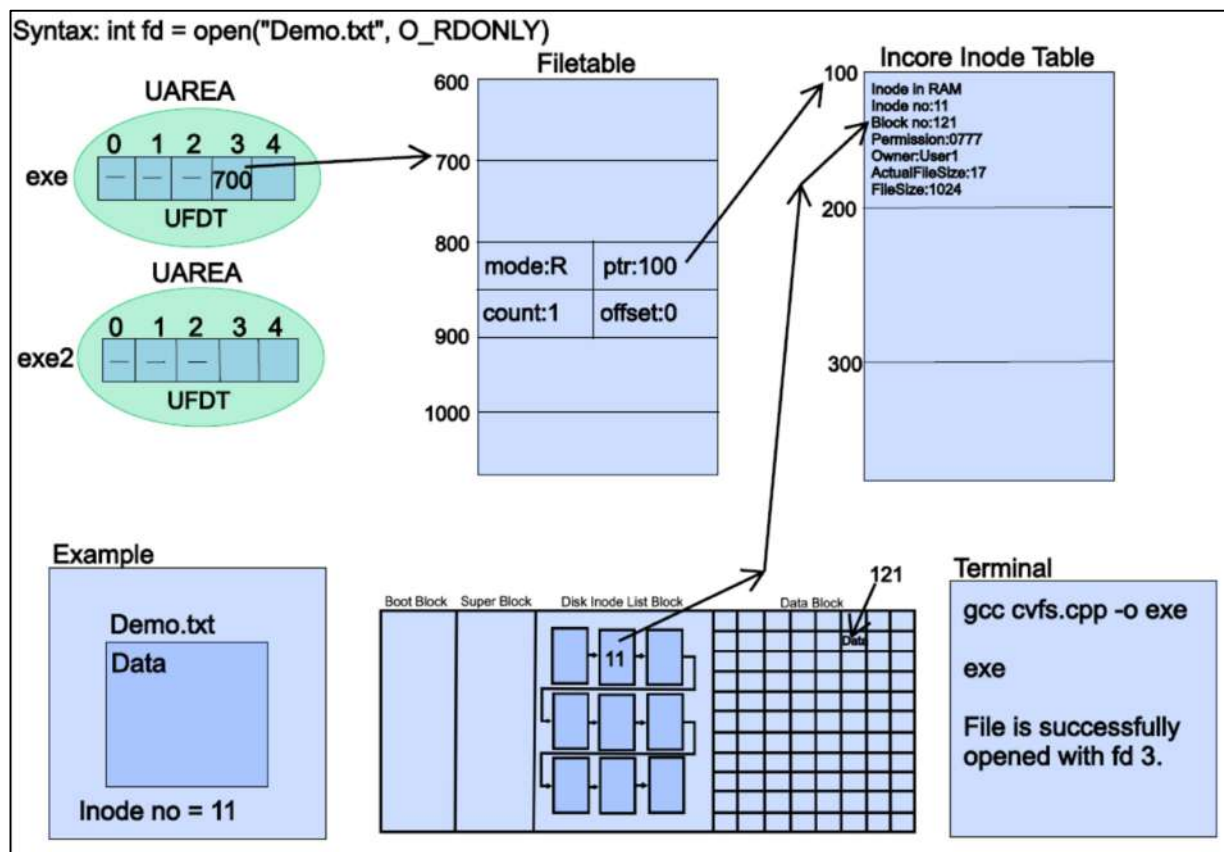 Syntax: int fd = open("Demo.txt", O_RDONLY)
UAREA
0 1 2 3 4
exe
— — — 700
UFDT
UAREA
0 1 2 3 4
exe2
— — —
UFDT
Filetable
600
700
800
mode:R ptr:100
count:1 offset:0
900
1000
Incore Inode Table
100
Inode in RAM
Inode no:11
Block no:121
Permission:0777
Owner:User1
ActualFileSize:17
FileSize:1024
200
300
Example
Demo.txt
Data
Inode no = 11
Boot Block Super Block Disk Inode List Block Data Block
121
11
Data
Terminal
gcc cvfs.cpp -o exe
exe
File is successfully
opened with fd 3.